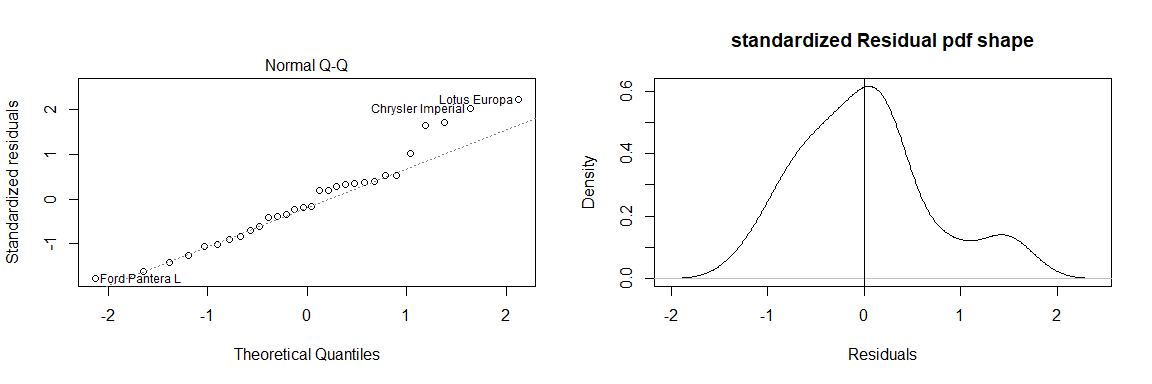 Normal Q-Q
Standardized residuals
2
1
0
-1
Lotus Europa
Chrysler Imperial
Ford Pantera L
-2
-1
0
1
2
Theoretical Quantiles
standardized Residual pdf shape
Density
0.6
0.4
0.2
0.0
-2
-1
0
1
2
Residuals